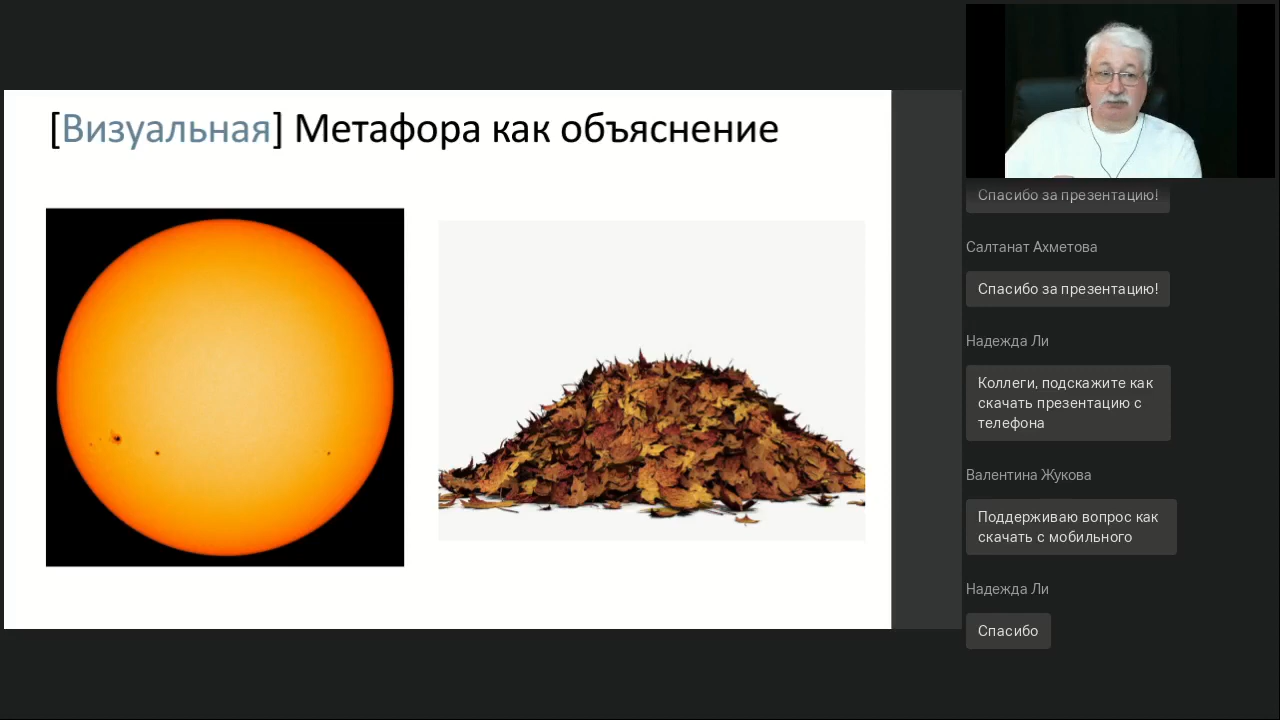 [Визуальная] Метафора как объяснение
Спасибо за презентацию!
Салтанат Ахметова
Спасибо за презентацию!
Надежда Ли
Коллеги, подскажите как
скачать презентацию с
телефона
Валентина Жукова
Поддерживаю вопрос как
скачать с мобильного
Надежда Ли
Спасибо